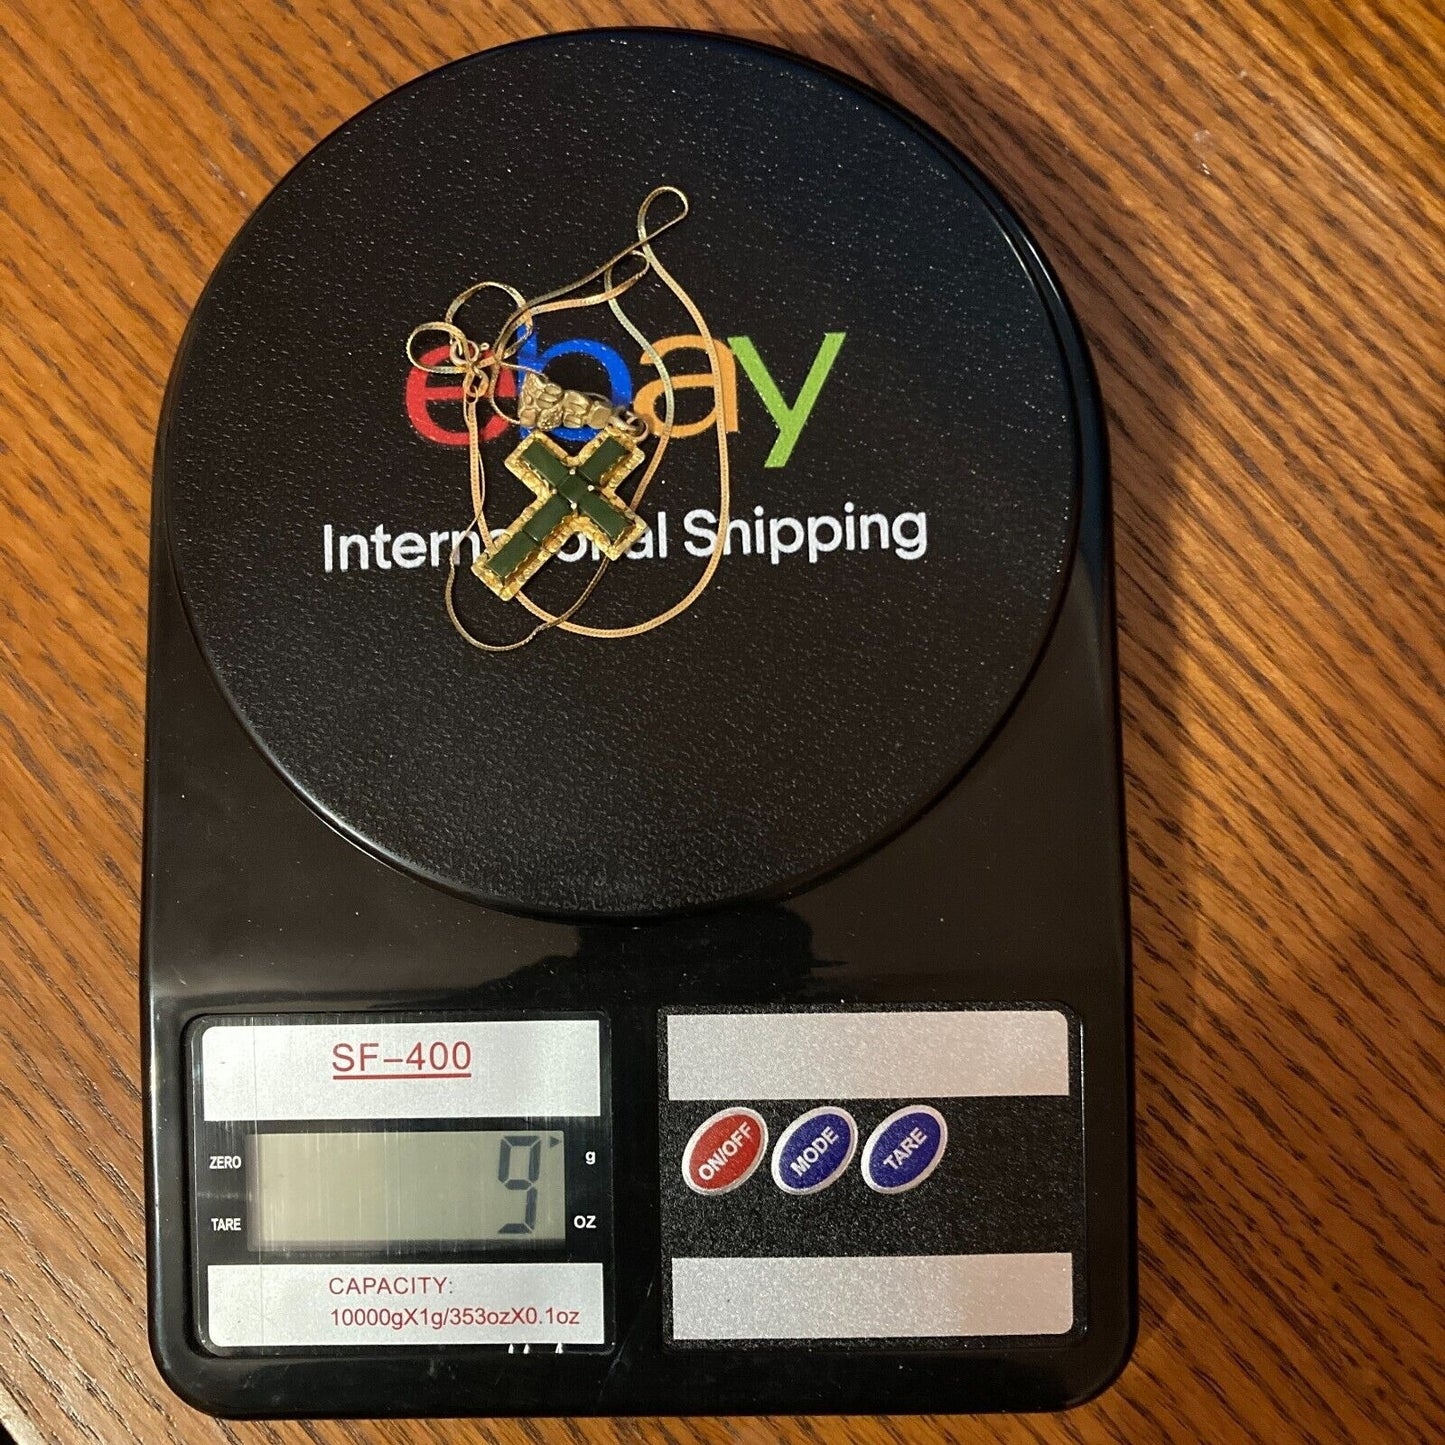 ebay
International Shipping
SF-400
ZERO
9
g
TARE
OZ
CAPACITY:
10000gX1g/353ozX0.1oz
ON/OFF
MODE
TARE